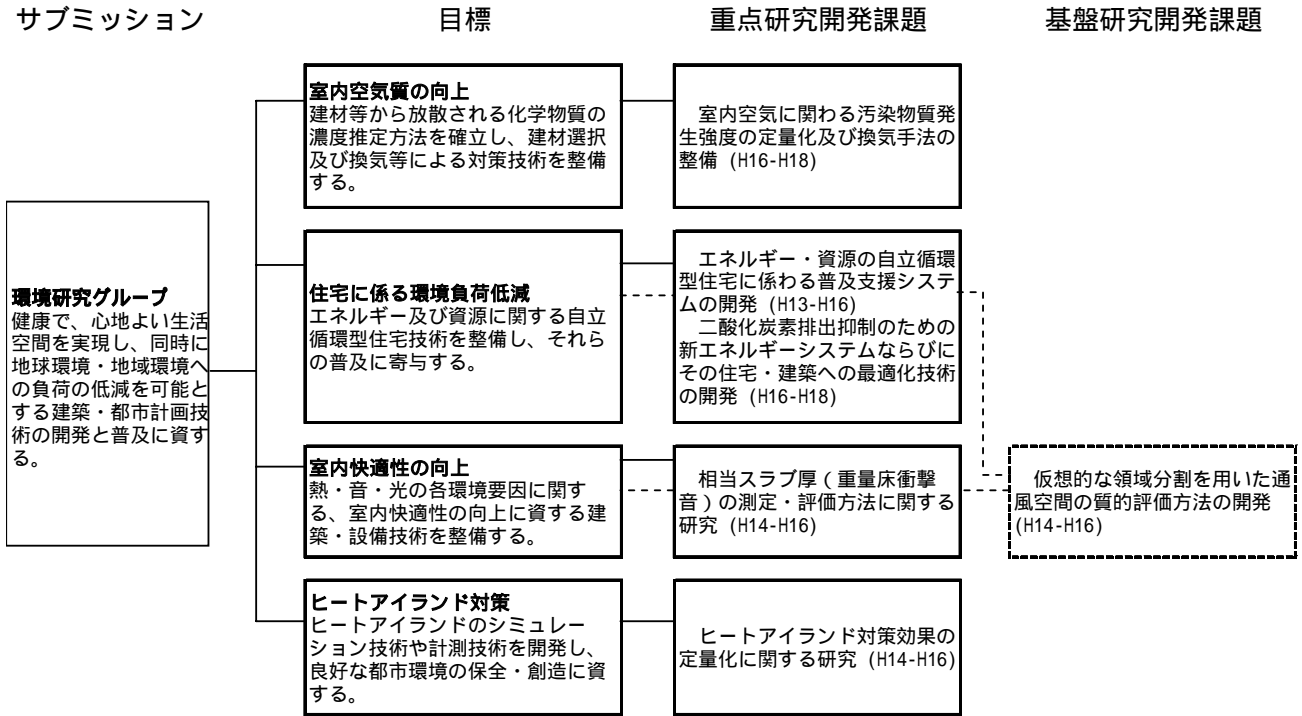 サブミッション
目標
重点研究開発課題
基盤研究開発課題
環境研究グループ
健康で、心地よい生活
空間を実現し、同時に
地球環境・地域環境へ
の負荷の低減を可能と
する建築・都市計画技
術の開発と普及に資す
る。
室内空気質の向上
建材等から放散される化学物質の
濃度推定方法を確立し、建材選択
及び換気等による対策技術を整備
する。
室内空気に関わる汚染物質発
生強度の定量化及び換気手法の
整備 (H16-H18)
住宅に係る環境負荷低減
エネルギー及び資源に関する自立
循環型住宅技術を整備し、それら
の普及に寄与する。
エネルギー・資源の自立循環
型住宅に係わる普及支援システ
ムの開発 (H13-H16)
二酸化炭素排出抑制のための
新エネルギーシステムならびに
その住宅・建築への最適化技術
の開発 (H16-H18)
室内快適性の向上
熱・音・光の各環境要因に関す
る、室内快適性の向上に資する建
築・設備技術を整備する。
相当スラブ厚(重量床衝撃
音)の測定・評価方法に関する
研究 (H14-H16)
仮想的な領域分割を用いた通
風空間の質的評価方法の開発
(H14-H16)
ヒートアイランド対策
ヒートアイランドのシミュレー
ション技術や計測技術を開発し、
良好な都市環境の保全・創造に資
する。
ヒートアイランド対策効果の
定量化に関する研究 (H14-H16)